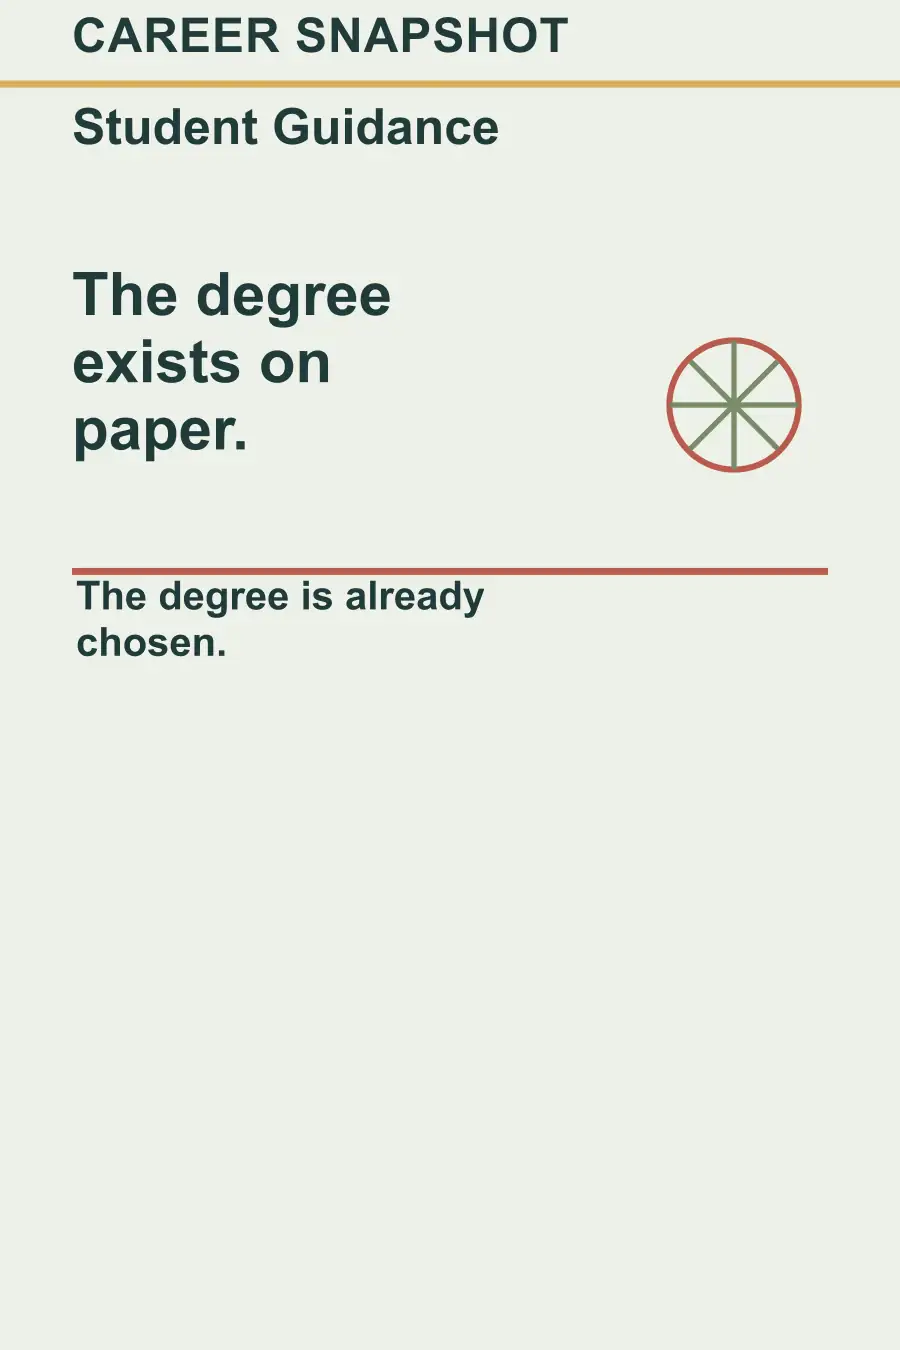 CAREER SNAPSHOT
Student Guidance
The degree
exists on
paper.
The degree is already
chosen.